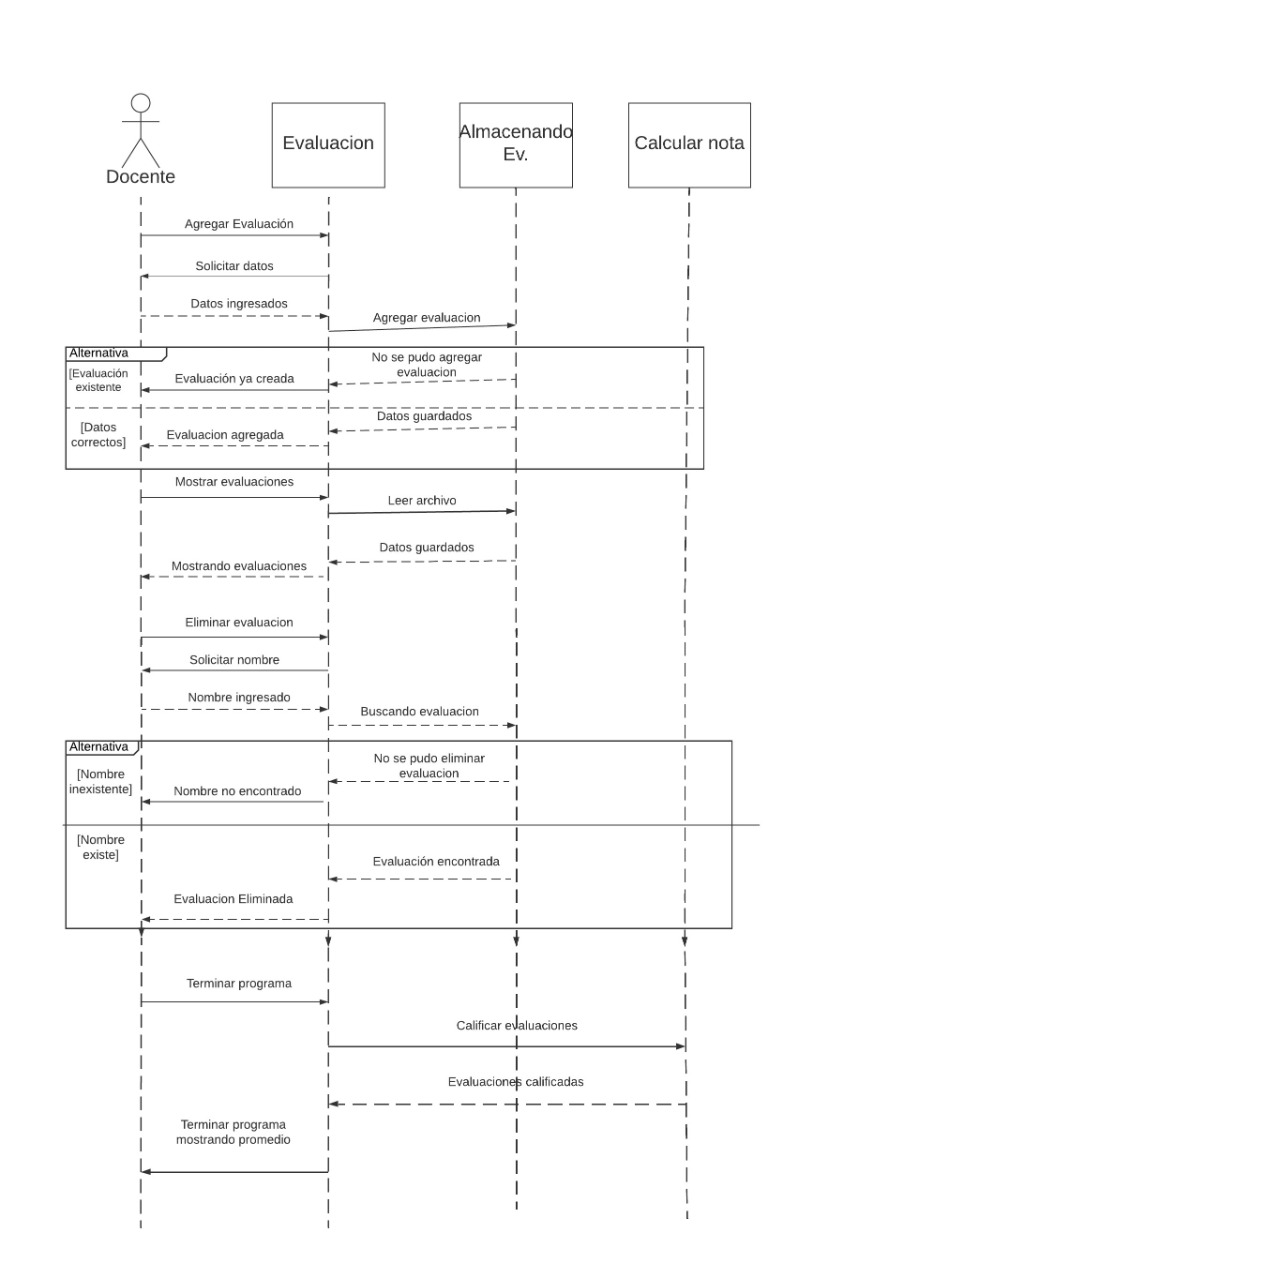 Docente
Evaluacion
Almacenando
Ev.
Calcular nota
Agregar Evaluación
Solicitar datos
Datos ingresados
Agregar evaluacion
Alternativa
[Evaluación
existente
No se pudo agregar
evaluacion
Evaluación ya creada
Datos guardados
[Datos
correctos]
Evaluacion agregada
Mostrar evaluaciones
Leer archivo
Datos guardados
Mostrando evaluaciones
Eliminar evaluacion
Solicitar nombre
Nombre ingresado
Buscando evaluacion
Alternativa
No se pudo eliminar
evaluacion
[Nombre
inexistente]
Nombre no encontrado
[Nombre
existe]
Evaluación encontrada
Evaluacion Eliminada
Terminar programa
Calificar evaluaciones
Evaluaciones calificadas
Terminar programa
mostrando promedio